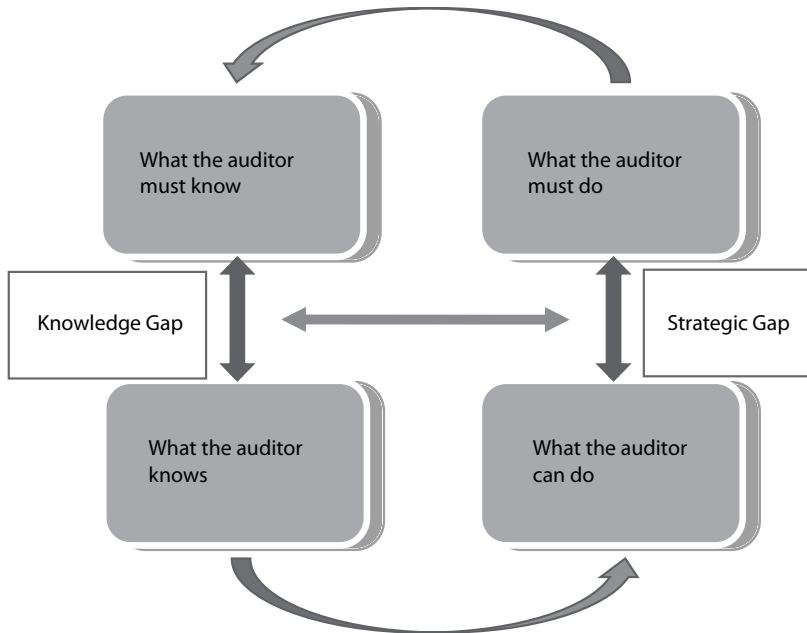 What the auditor
must know
What the auditor
must do
Knowledge Gap
Strategic Gap
What the auditor
knows
What the auditor
can do